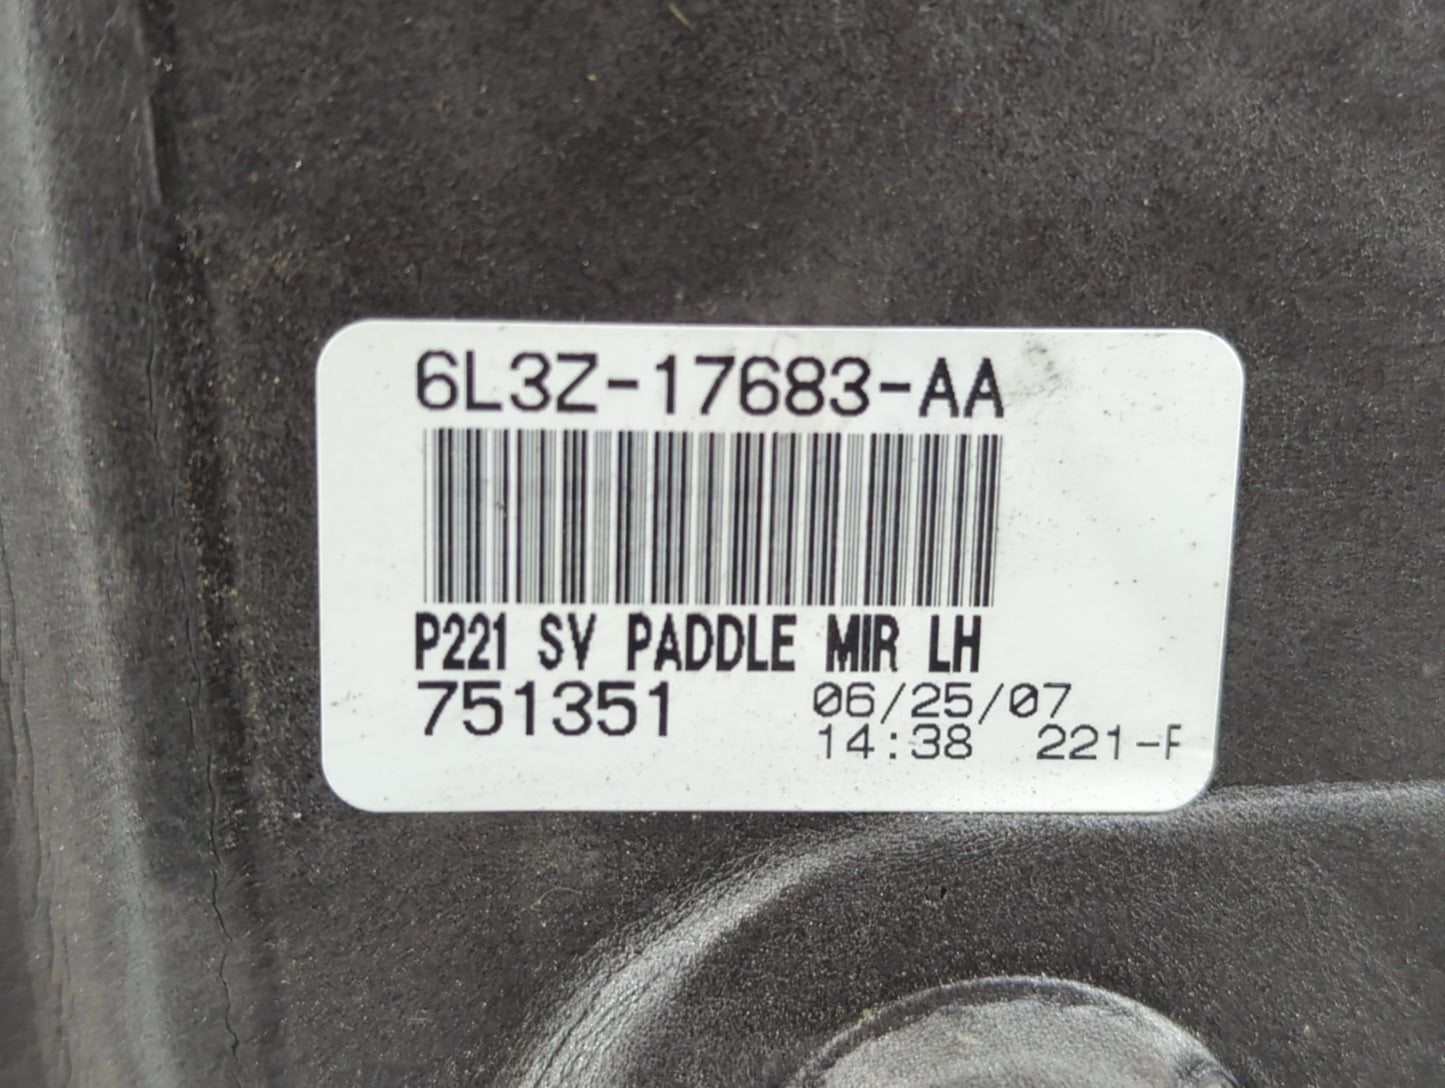 6L3Z-17683-AA
P221 SV PADDLE MIR LH
751351 06/25/07
14:38 221-